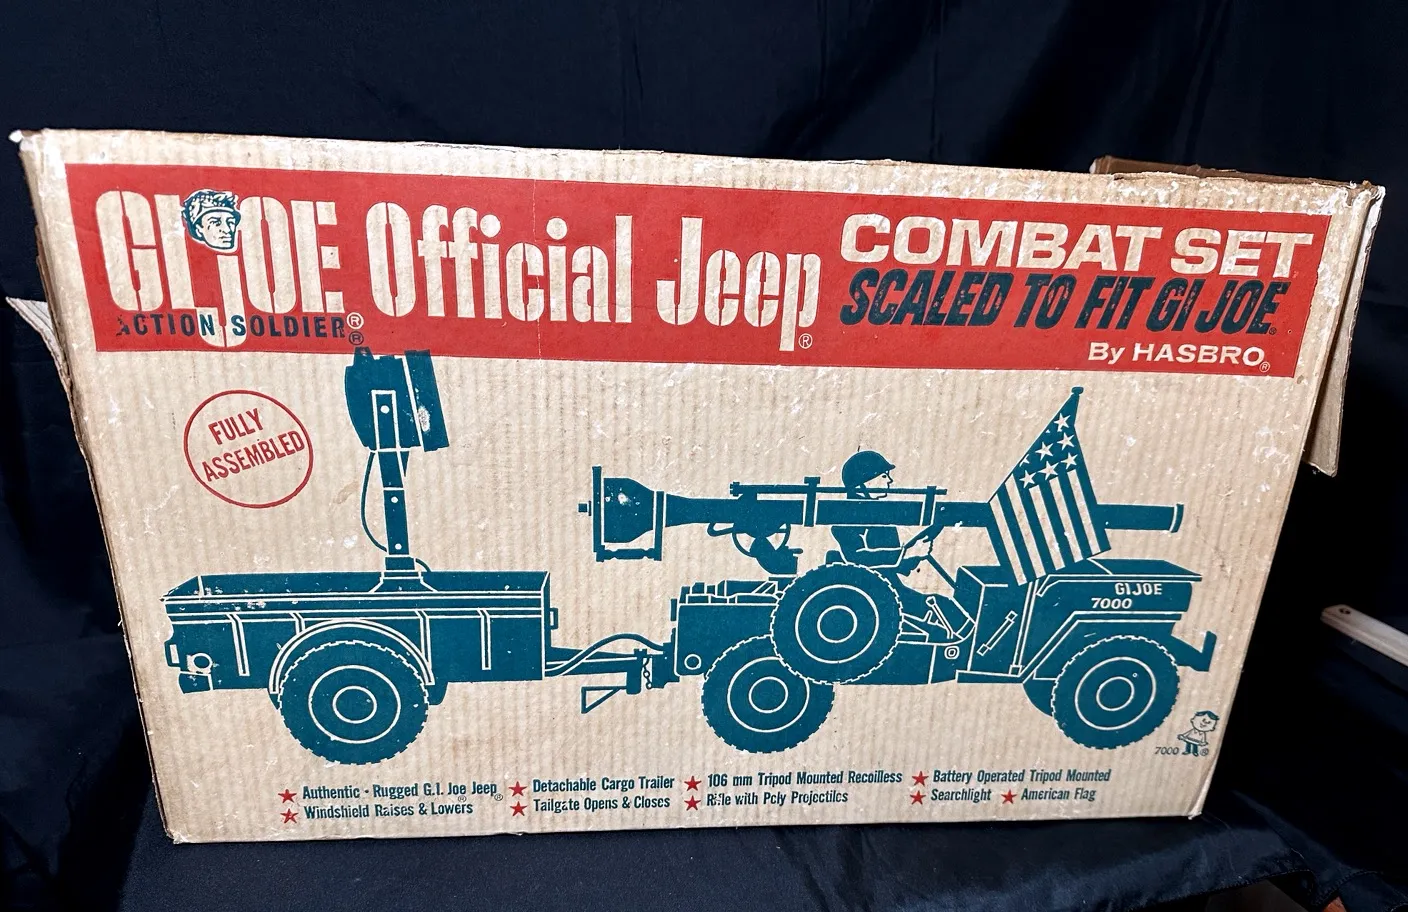 GI JOE Official Jeep®
ACTION SOLDIER®
®
COMBAT SET
SCALED TO FIT GI JOE®
By HASBRO®
FULLY
ASSEMBLED
GI JOE
7000
7000 ®
★ Authentic - Rugged G.I. Joe Jeep®
★ Windshield Raises & Lowers
★ Detachable Cargo Trailer
★ Tailgate Opens & Closes
★ 106 mm Tripod Mounted Recoilless
★ Rifle with Poly Projectiles
★ Battery Operated Tripod Mounted
★ Searchlight ★ American Flag